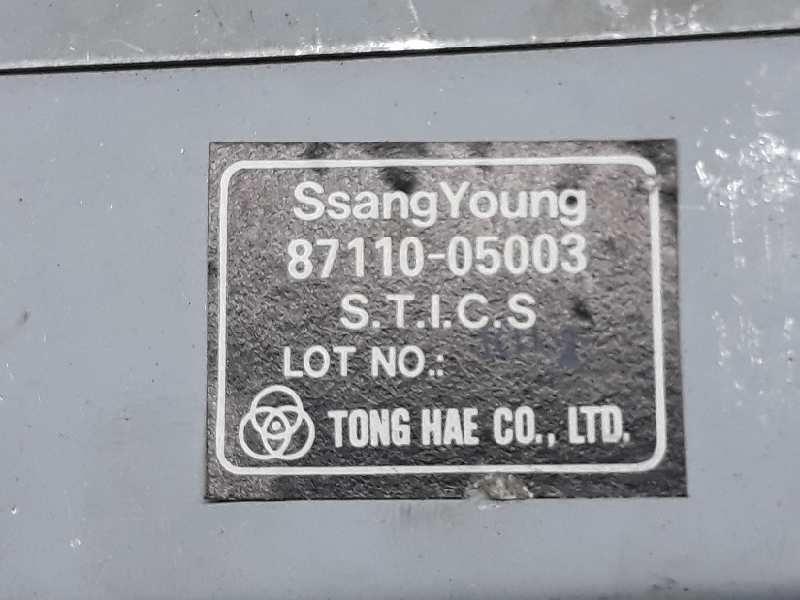 SsangYoung
87110-05003
S.T.I.C.S
LOT NO.:
TONG HAE CO., LTD.